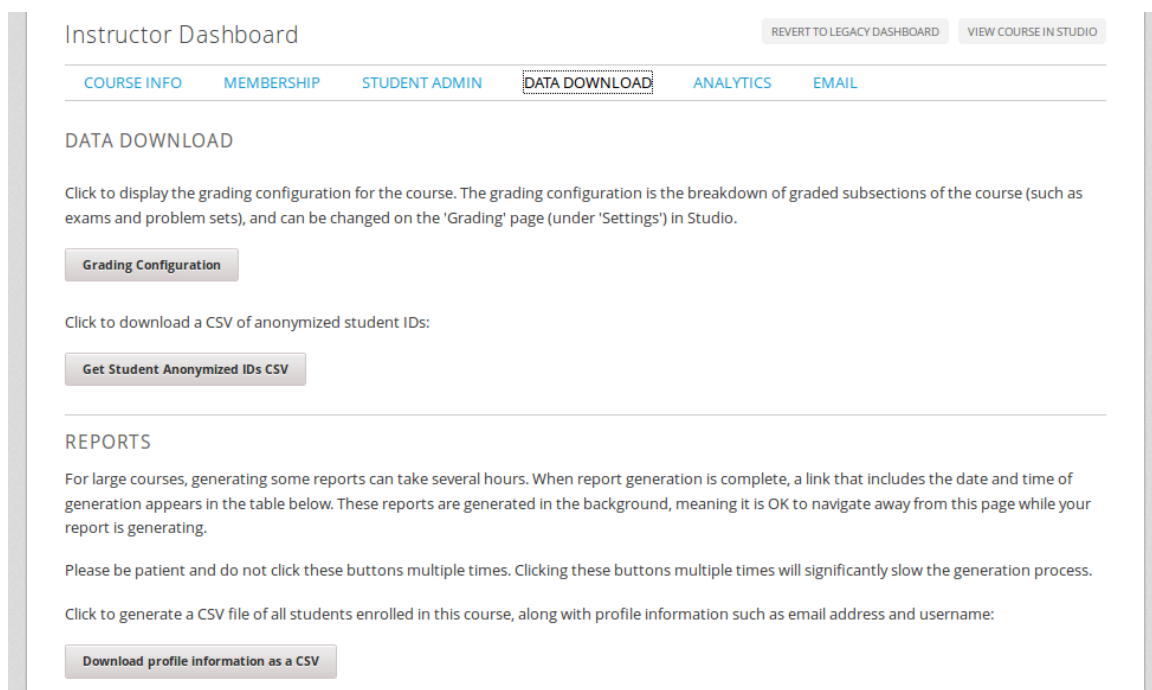 Instructor Dashboard
REVERT TO LEGACY DASHBOARD
VIEW COURSE IN STUDIO
COURSE INFO MEMBERSHIP STUDENT ADMIN DATA DOWNLOAD ANALYTICS EMAIL
DATA DOWNLOAD
Click to display the grading configuration for the course. The grading configuration is the breakdown of graded subsections of the course (such as
exams and problem sets), and can be changed on the 'Grading' page (under 'Settings') in Studio.
Grading Configuration
Click to download a CSV of anonymized student IDs:
Get Student Anonymized IDs CSV
REPORTS
For large courses, generating some reports can take several hours. When report generation is complete, a link that includes the date and time of
generation appears in the table below. These reports are generated in the background, meaning it is OK to navigate away from this page while your
report is generating.
Please be patient and do not click these buttons multiple times. Clicking these buttons multiple times will significantly slow the generation process.
Click to generate a CSV file of all students enrolled in this course, along with profile information such as email address and username:
Download profile information as a CSV